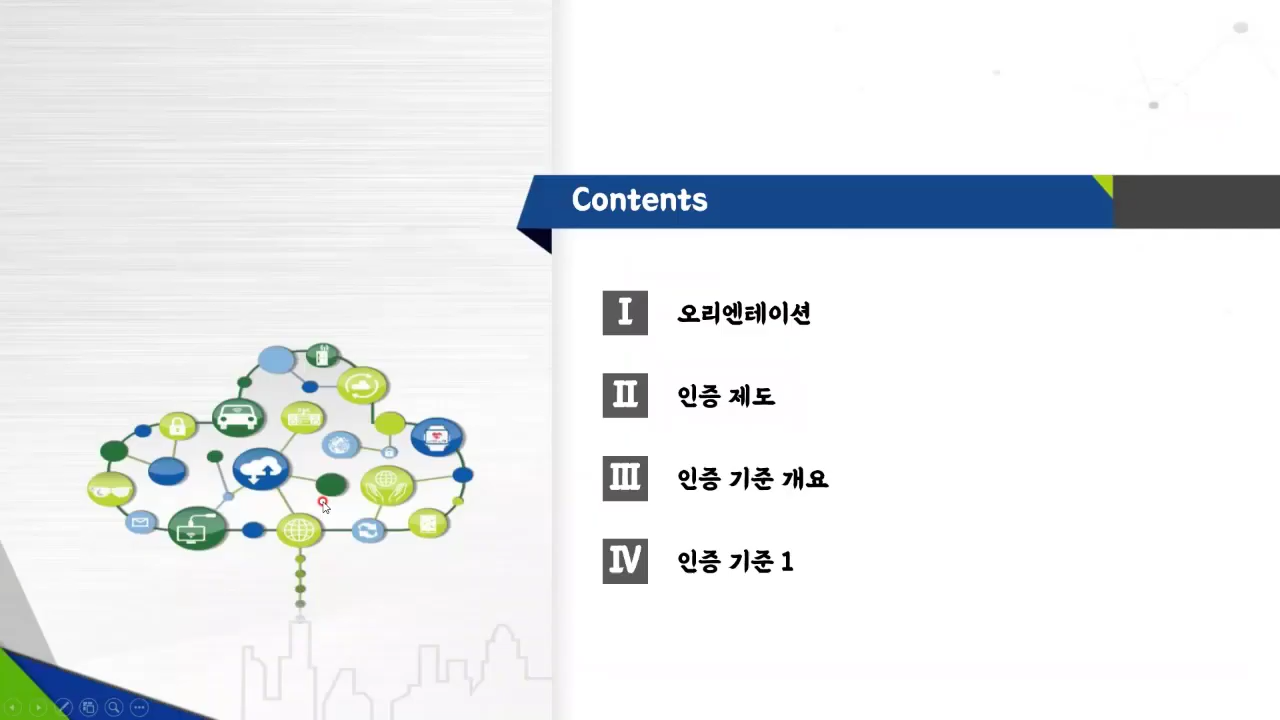 Contents
Ⅰ 오리엔테이션
Ⅱ 인증 제도
Ⅲ 인증 기준 개요
Ⅳ 인증 기준 1